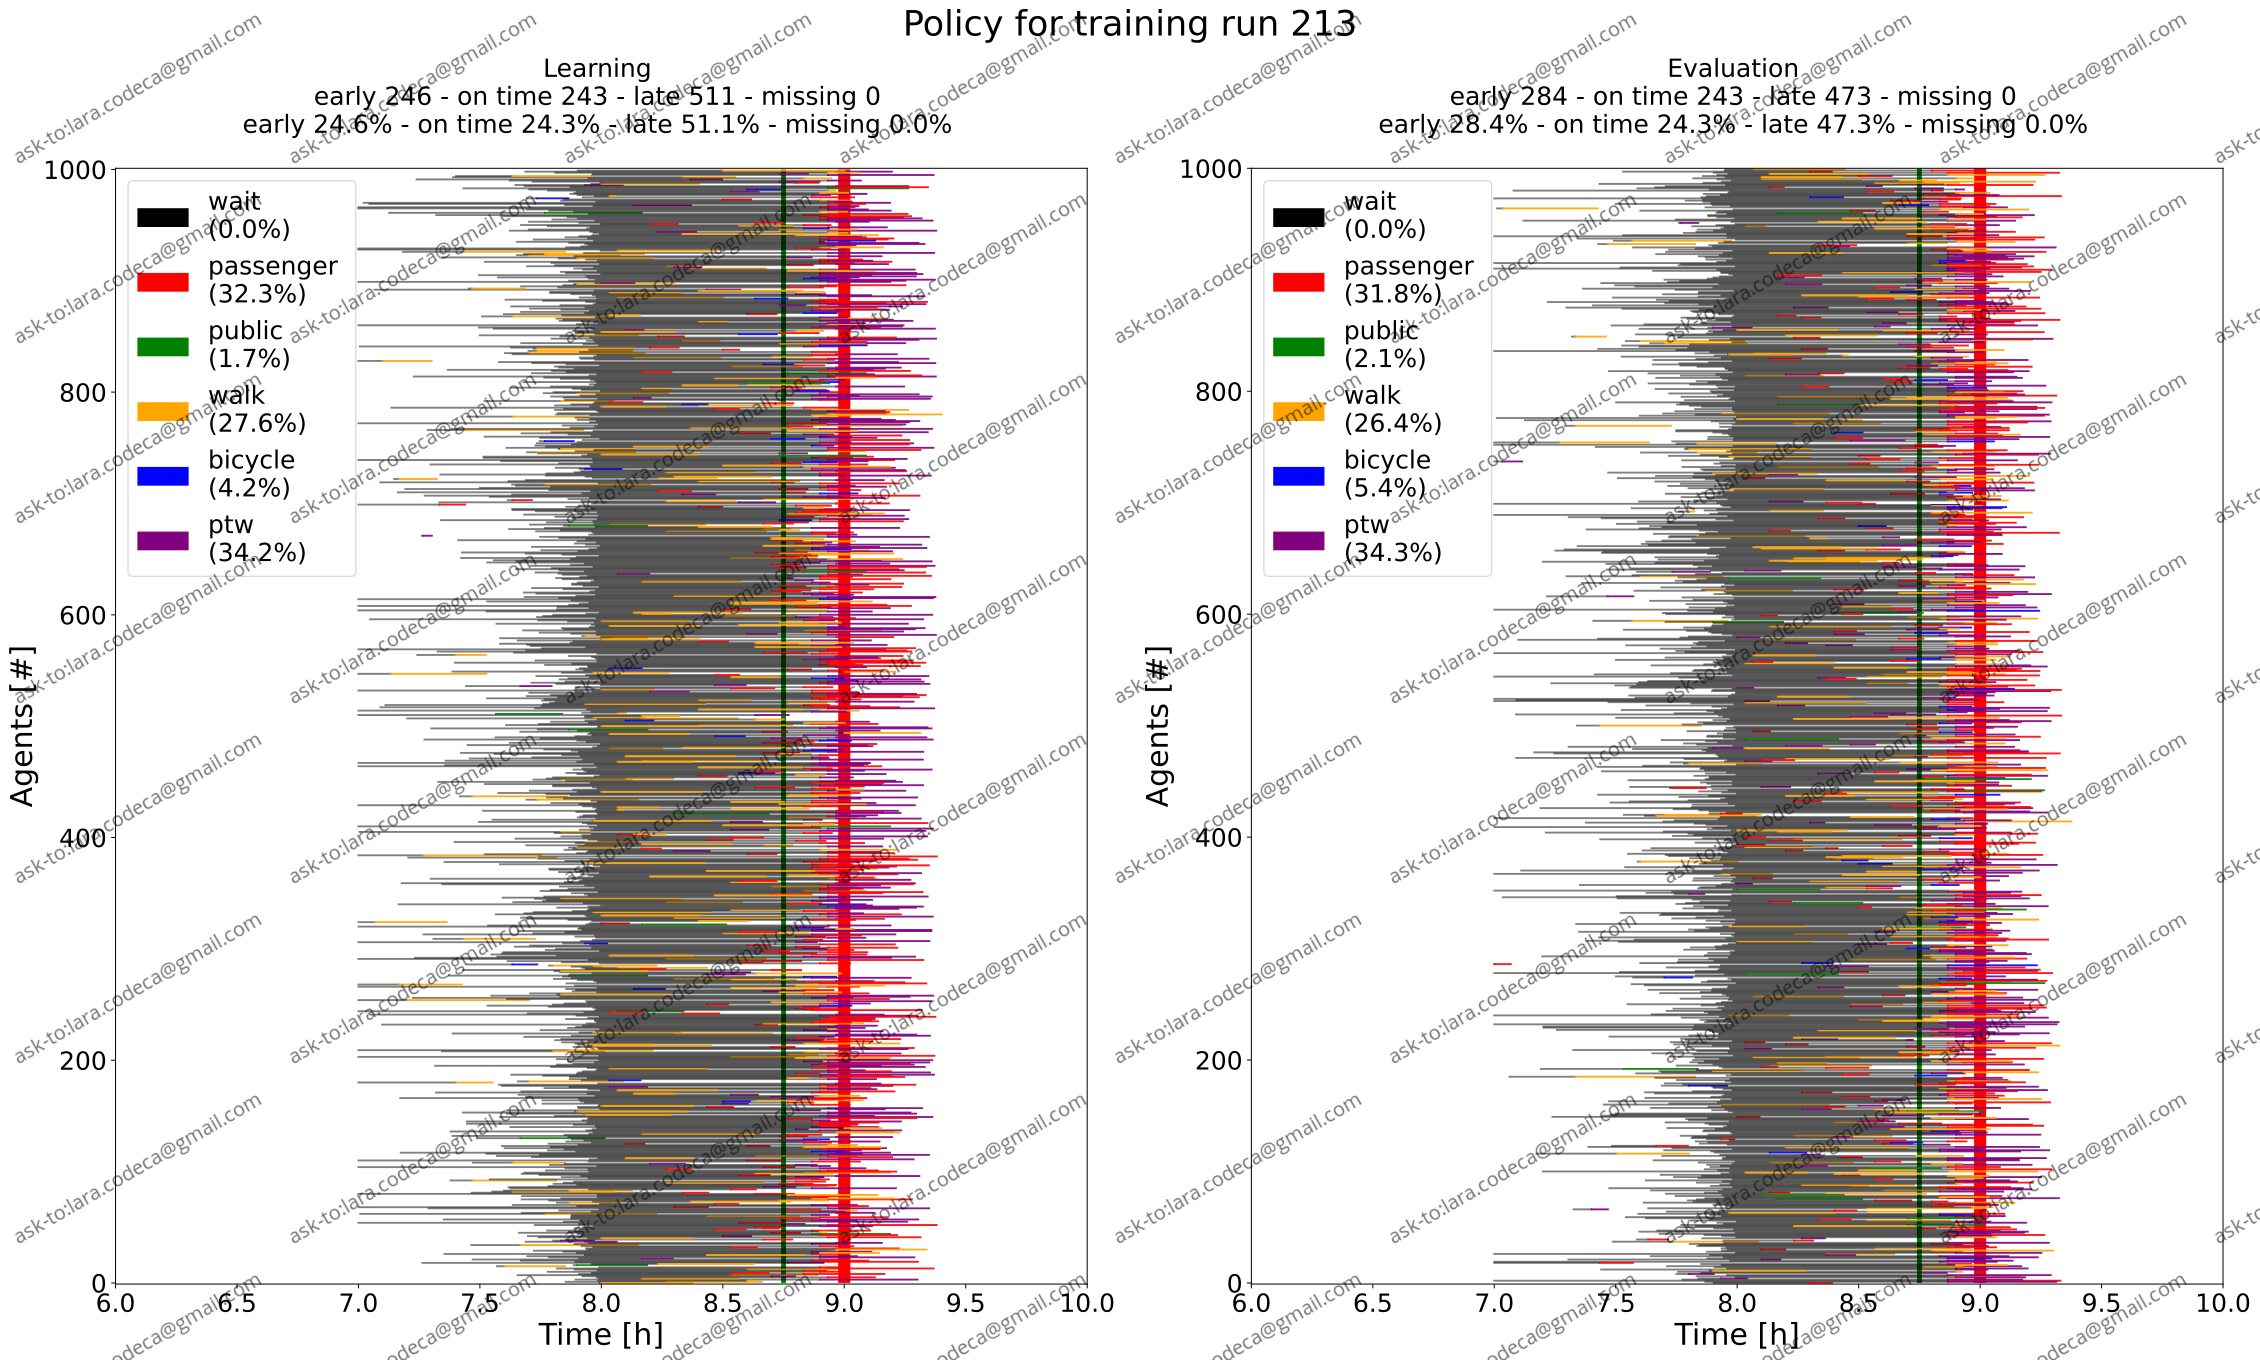 Policy for training run 213
Learning
early 246 - on time 243 - late 511 - missing 0
early 24.6% - on time 24.3% - late 51.1% - missing 0.0%
1000
800
600
400
200
0
Agents [#]
wait
(0.0%)
passenger
(32.3%)
public
(1.7%)
walk
(27.6%)
bicycle
(4.2%)
ptw
(34.2%)
6.0 6.5 7.0 7.5 8.0 8.5 9.0 9.5 10.0
Time [h]
Evaluation
early 284 - on time 243 - late 473 - missing 0
early 28.4% - on time 24.3% - late 47.3% - missing 0.0%
1000
800
600
400
200
0
Agents [#]
wait
(0.0%)
passenger
(31.8%)
public
(2.1%)
walk
(26.4%)
bicycle
(5.4%)
ptw
(34.3%)
6.0 6.5 7.0 7.5 8.0 8.5 9.0 9.5 10.0
Time [h]
ask-to:lara.codeca@gmail.com